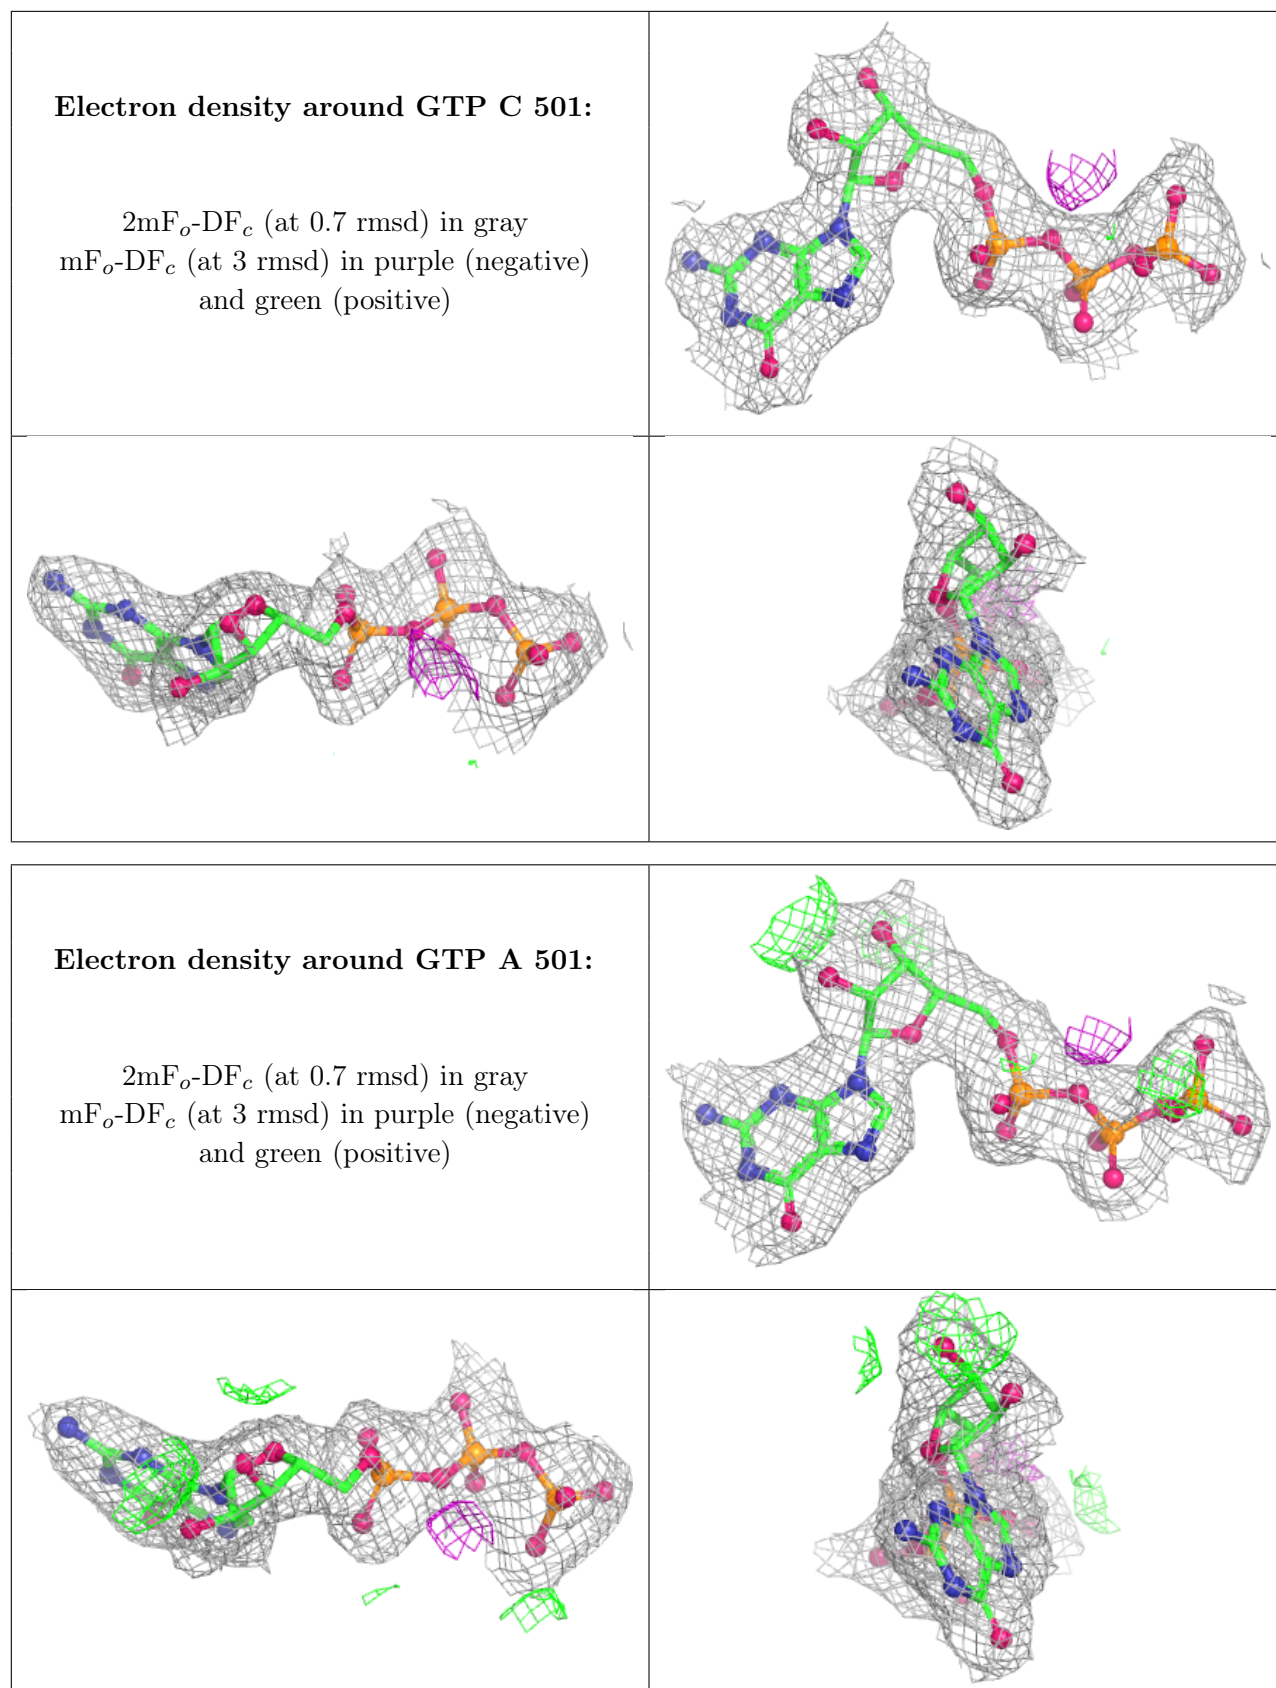 Electron density around GTP C 501:
2mFo-DFc (at 0.7 rmsd) in gray
mFo-DFc (at 3 rmsd) in purple (negative)
and green (positive)
Electron density around GTP A 501:
2mFo-DFc (at 0.7 rmsd) in gray
mFo-DFc (at 3 rmsd) in purple (negative)
and green (positive)